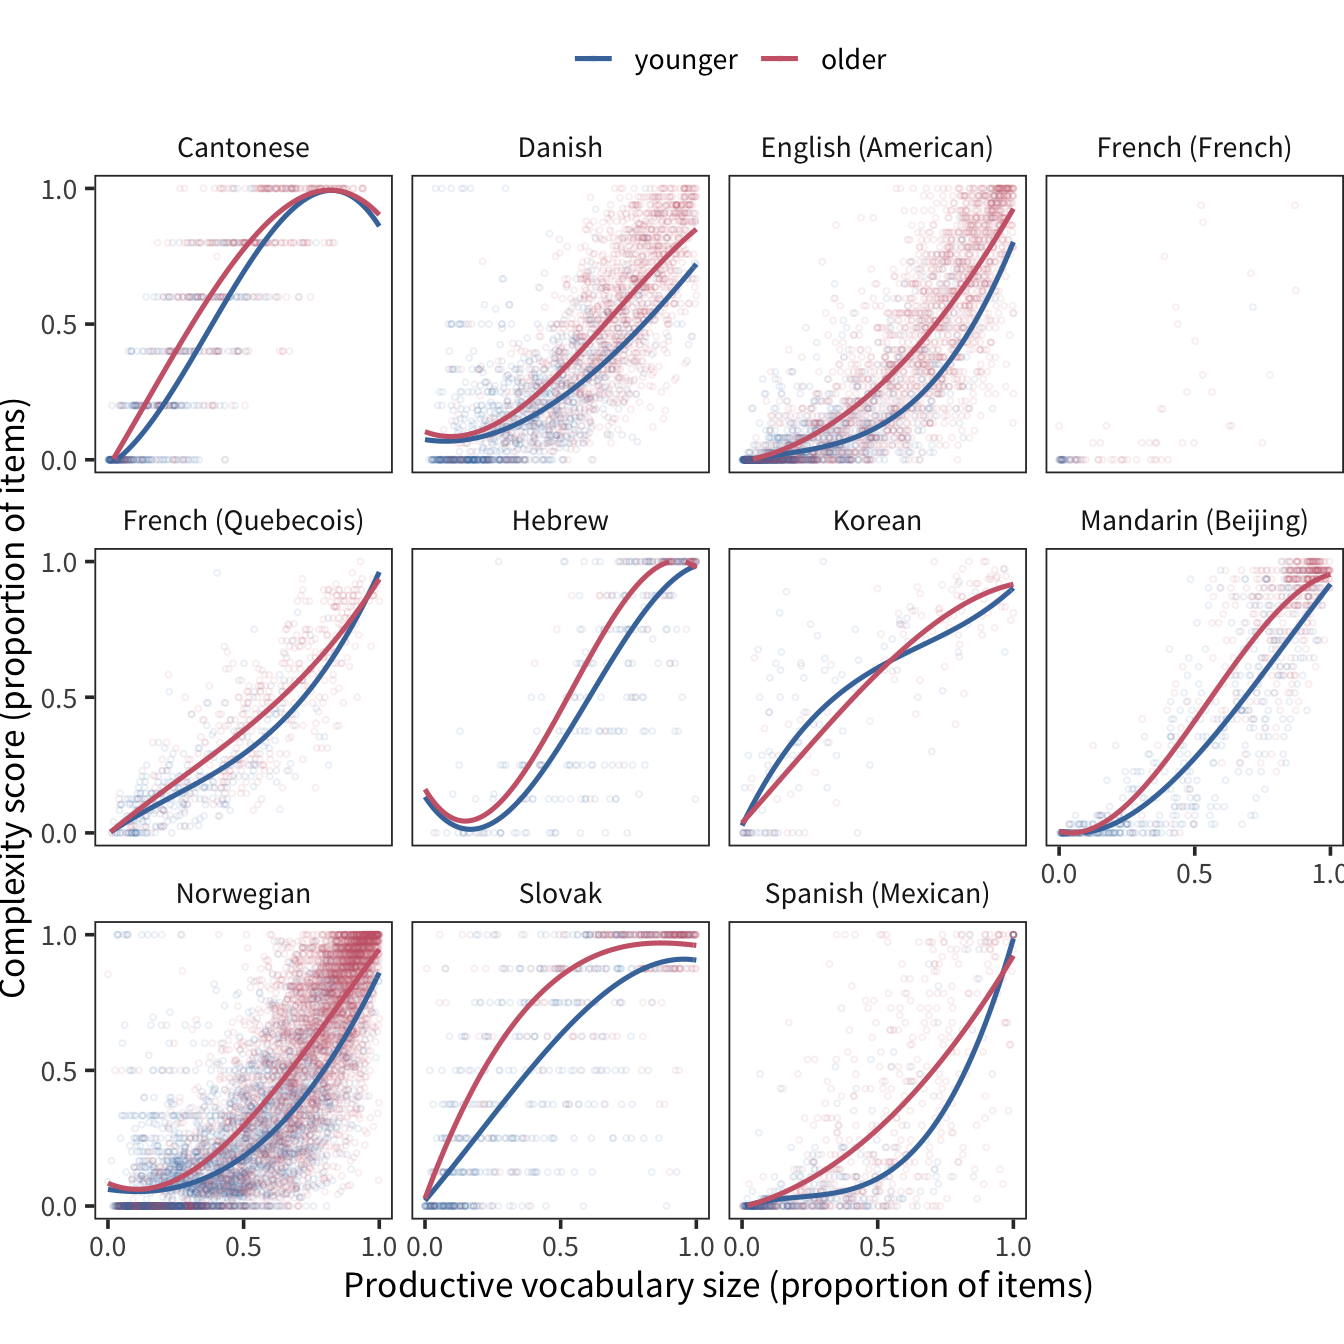 younger older
Cantonese Danish English (American) French (French)
1.0
0.5
0.0
French (Quebecois) Hebrew Korean Mandarin (Beijing)
1.0
0.5
0.0
0.0 0.5 1.0
Norwegian Slovak Spanish (Mexican)
1.0
0.5
0.0
0.0 0.5 1.0 0.0 0.5 1.0 0.0 0.5 1.0
Productive vocabulary size (proportion of items)
Complexity score (proportion of items)